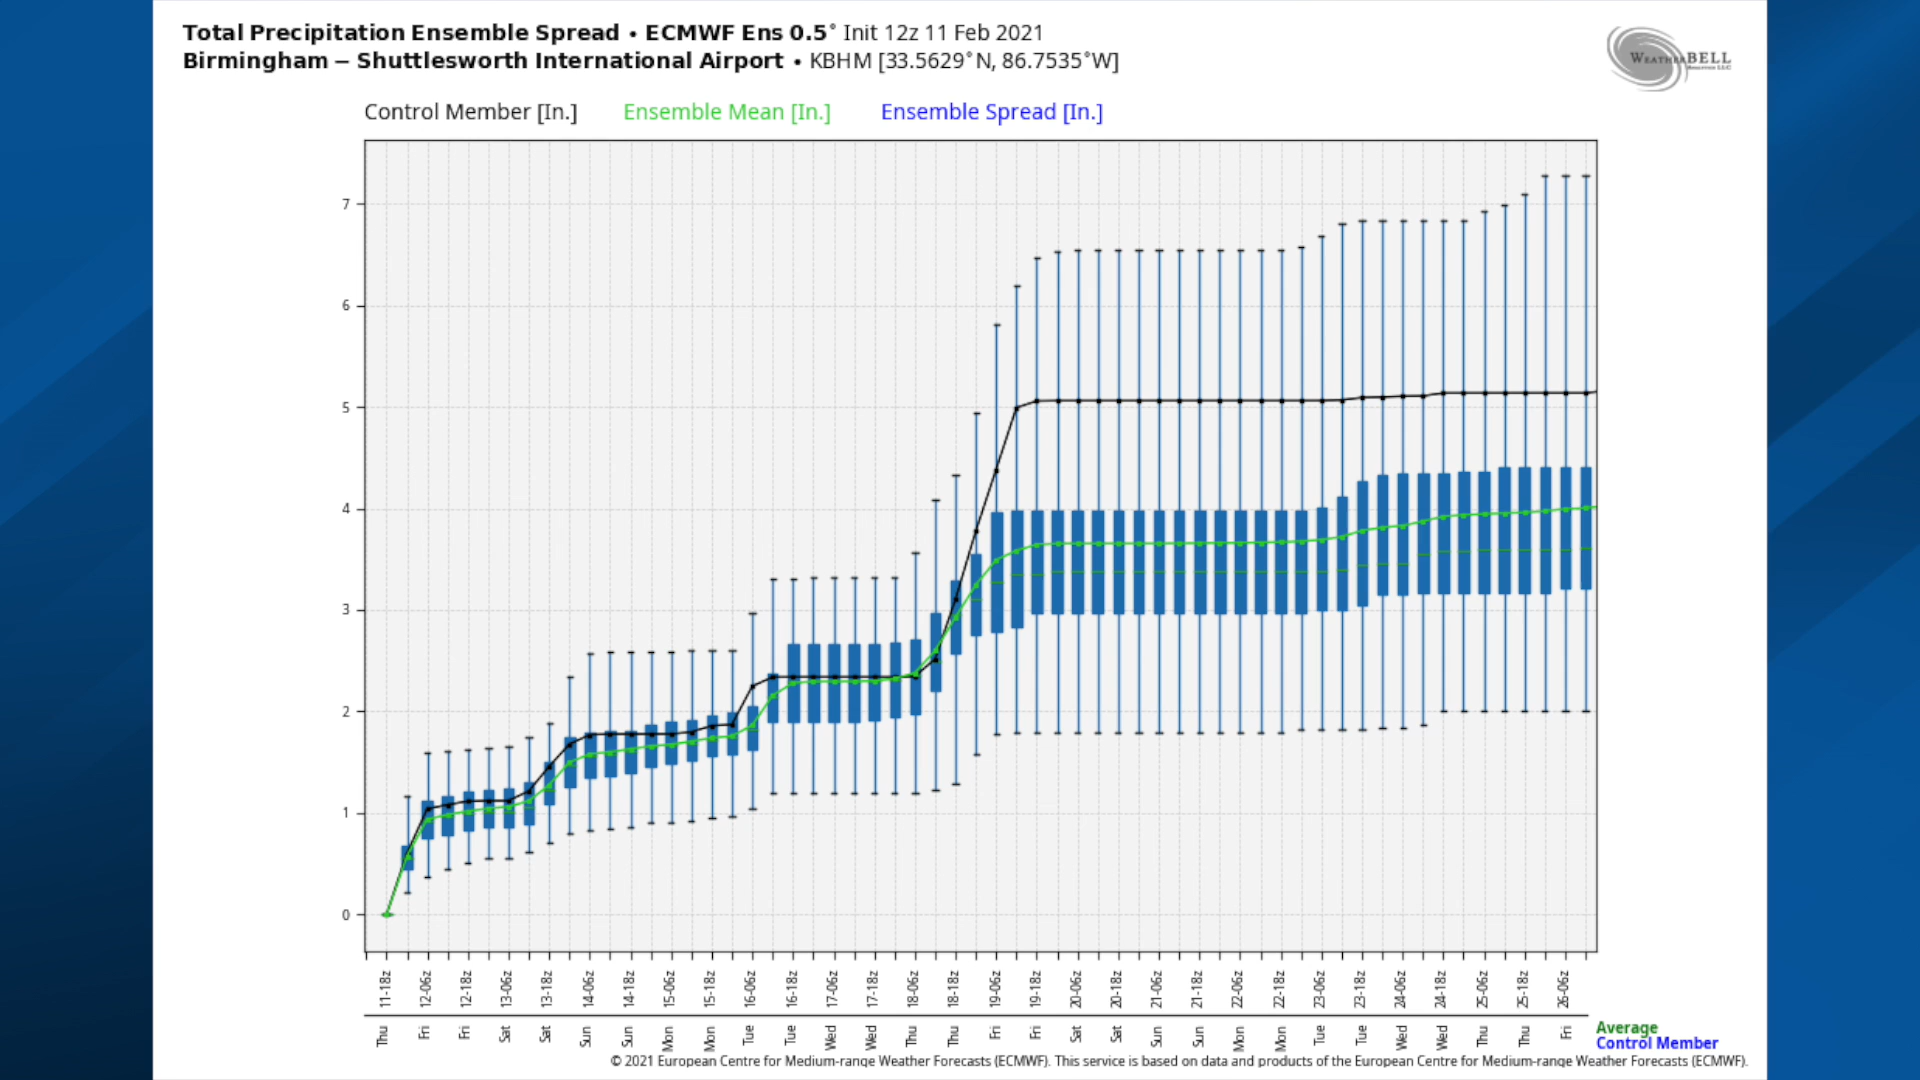 Total Precipitation Ensemble Spread • ECMWF Ens 0.5° Init 12z 11 Feb 2021
Birmingham – Shuttlesworth International Airport • KBHM [33.5629°N, 86.7535°W]
WEATHERBELL
ANALYTICS LLC
Control Member [In.] Ensemble Mean [In.] Ensemble Spread [In.]
7
6
5
4
3
2
1
0
11-18z 12-06z 12-18z 13-06z 13-18z 14-06z 14-18z 15-06z 15-18z 16-06z 16-18z 17-06z 17-18z 18-06z 18-18z 19-06z 19-18z 20-06z 20-18z 21-06z 21-18z 22-06z 22-18z 23-06z 23-18z 24-06z 24-18z 25-06z 25-18z 26-06z
Thu Fri Fri Sat Sat Sun Sun Mon Mon Tue Tue Wed Wed Thu Thu Fri Fri Sat Sat Sun Sun Mon Mon Tue Tue Wed Wed Thu Thu Fri
Average
Control Member
© 2021 European Centre for Medium-range Weather Forecasts (ECMWF). This service is based on data and products of the European Centre for Medium-range Weather Forecasts (ECMWF).